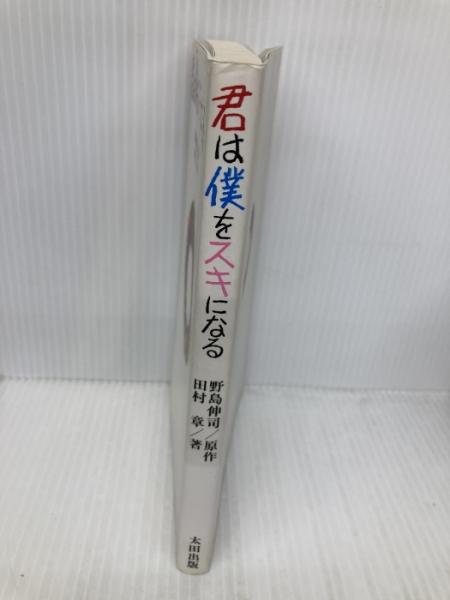 君は僕をスキになる
野島伸司/原作
田村 章/著
太田出版